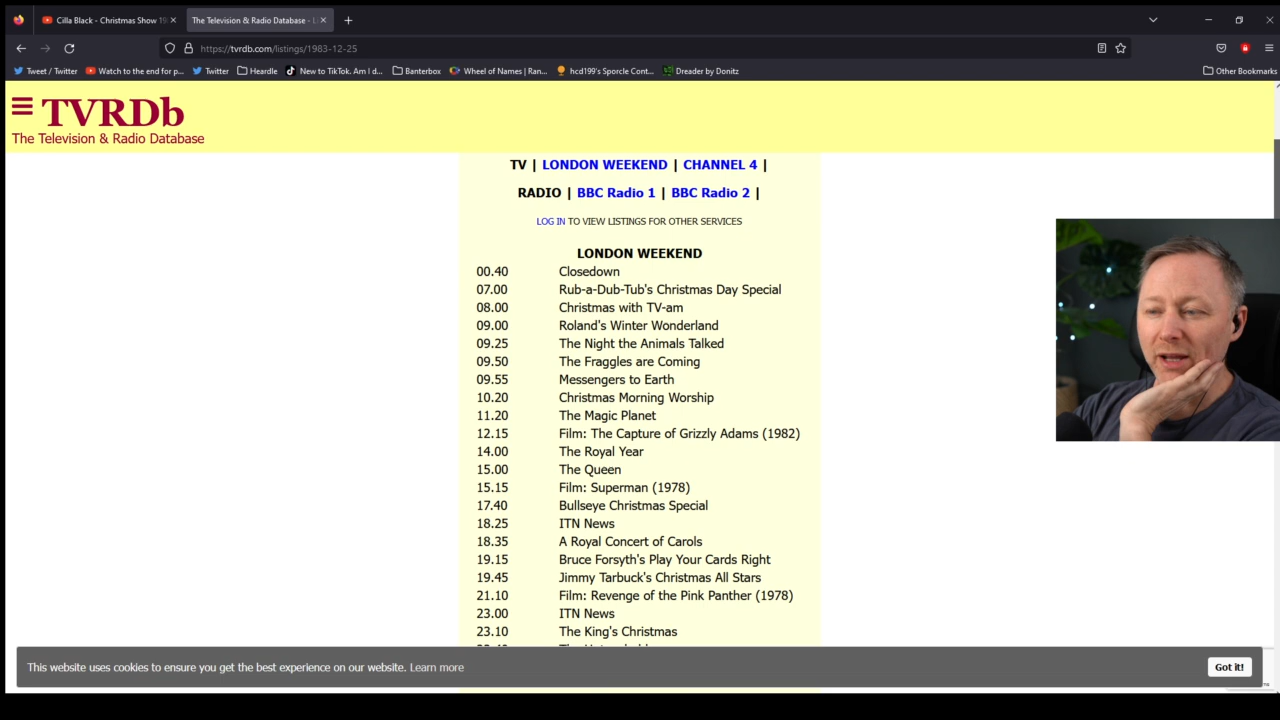 Cilla Black - Christmas Show 19
The Television & Radio Database - Li
https://tvrdb.com/listings/1983-12-25
Tweet / Twitter
Watch to the end for p...
Twitter
Heardle
New to TikTok. Am I d...
Banterbox
Wheel of Names | Ran...
hcd199's Sporcle Cont...
Dreader by Donitz
Other Bookmarks
TVRDb
The Television & Radio Database
TV | LONDON WEEKEND | CHANNEL 4 |
RADIO | BBC Radio 1 | BBC Radio 2 |
LOG IN TO VIEW LISTINGS FOR OTHER SERVICES
LONDON WEEKEND
00.40 Closedown
07.00 Rub-a-Dub-Tub's Christmas Day Special
08.00 Christmas with TV-am
09.00 Roland's Winter Wonderland
09.25 The Night the Animals Talked
09.50 The Fraggles are Coming
09.55 Messengers to Earth
10.20 Christmas Morning Worship
11.20 The Magic Planet
12.15 Film: The Capture of Grizzly Adams (1982)
14.00 The Royal Year
15.00 The Queen
15.15 Film: Superman (1978)
17.40 Bullseye Christmas Special
18.25 ITN News
18.35 A Royal Concert of Carols
19.15 Bruce Forsyth's Play Your Cards Right
19.45 Jimmy Tarbuck's Christmas All Stars
21.10 Film: Revenge of the Pink Panther (1978)
23.00 ITN News
23.10 The King's Christmas
This website uses cookies to ensure you get the best experience on our website. Learn more
Got it!